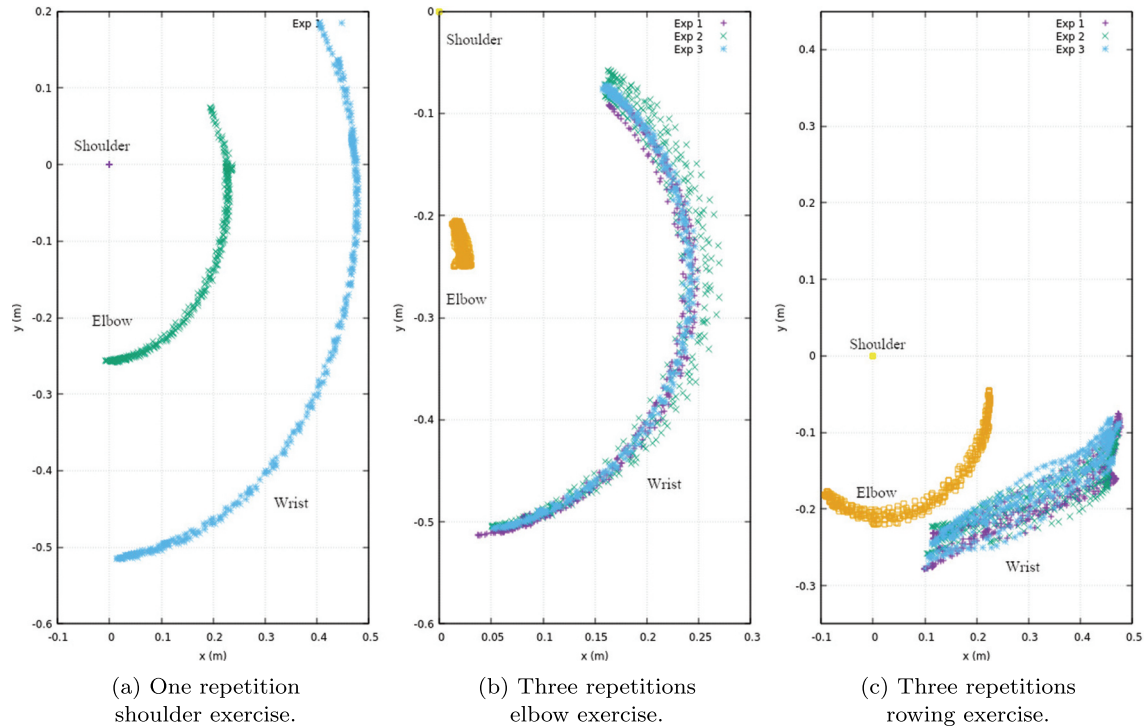 0.2
0.1
0
-0.1
-0.2
-0.3
-0.4
-0.5
-0.6
y (m)
-0.1
0
0.1
0.2
0.3
0.4
0.5
x (m)
Shoulder
Elbow
Wrist
(a) One repetition
shoulder exercise.
0
-0.1
-0.2
-0.3
-0.4
-0.5
-0.6
y (m)
0
0.05
0.1
0.15
0.2
0.25
0.3
x (m)
Exp 1
Exp 2
Exp 3
Shoulder
Elbow
Wrist
(b) Three repetitions
elbow exercise.
0.4
0.3
0.2
0.1
0
-0.1
-0.2
-0.3
y (m)
-0.1
0
0.1
0.2
0.3
0.4
0.5
x (m)
Exp 1
Exp 2
Exp 3
Shoulder
Elbow
Wrist
(c) Three repetitions
rowing exercise.